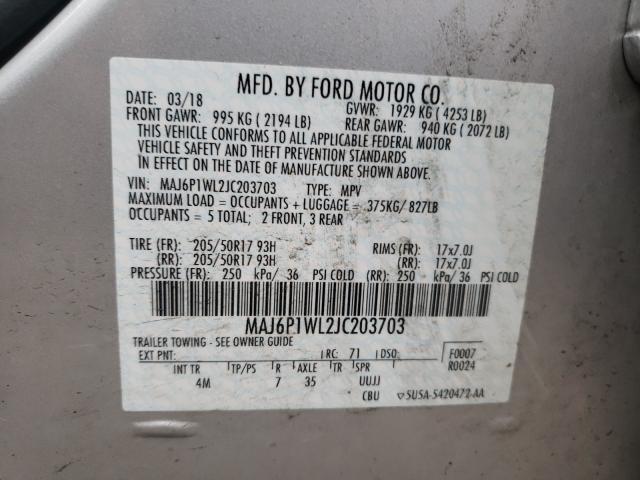 MFD. BY FORD MOTOR CO.
DATE: 03/18 GVWR: 1929 KG ( 4253 LB)
FRONT GAWR: 995 KG ( 2194 LB) REAR GAWR: 940 KG ( 2072 LB)
THIS VEHICLE CONFORMS TO ALL APPLICABLE FEDERAL MOTOR
VEHICLE SAFETY AND THEFT PREVENTION STANDARDS
IN EFFECT ON THE DATE OF MANUFACTURE SHOWN ABOVE.
VIN: MAJ6P1WL2JC203703 TYPE: MPV
MAXIMUM LOAD = OCCUPANTS + LUGGAGE = 375KG/ 827LB
OCCUPANTS = 5 TOTAL; 2 FRONT, 3 REAR
TIRE (FR): 205/50R17 93H RIMS (FR): 17x7.0J
(RR): 205/50R17 93H (RR): 17x7.0J
PRESSURE (FR): 250 kPa/ 36 PSI COLD (RR): 250 kPa/ 36 PSI COLD
MAJ6P1WL2JC203703
TRAILER TOWING - SEE OWNER GUIDE
EXT PNT: RC: 71 DSO: F0007
R0024
INT TR TP/PS R AXLE TR SPR
4M 7 35 UUJJ
CBU 5U5A-5420472-AA